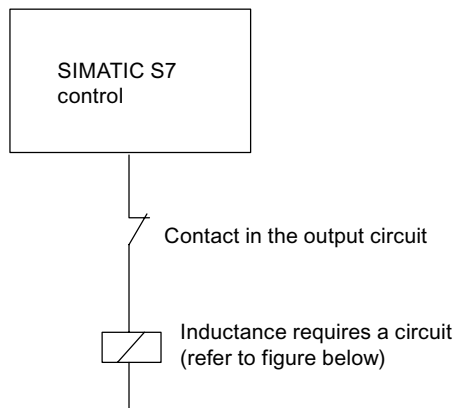 SIMATIC S7
control
Contact in the output circuit
Inductance requires a circuit
(refer to figure below)